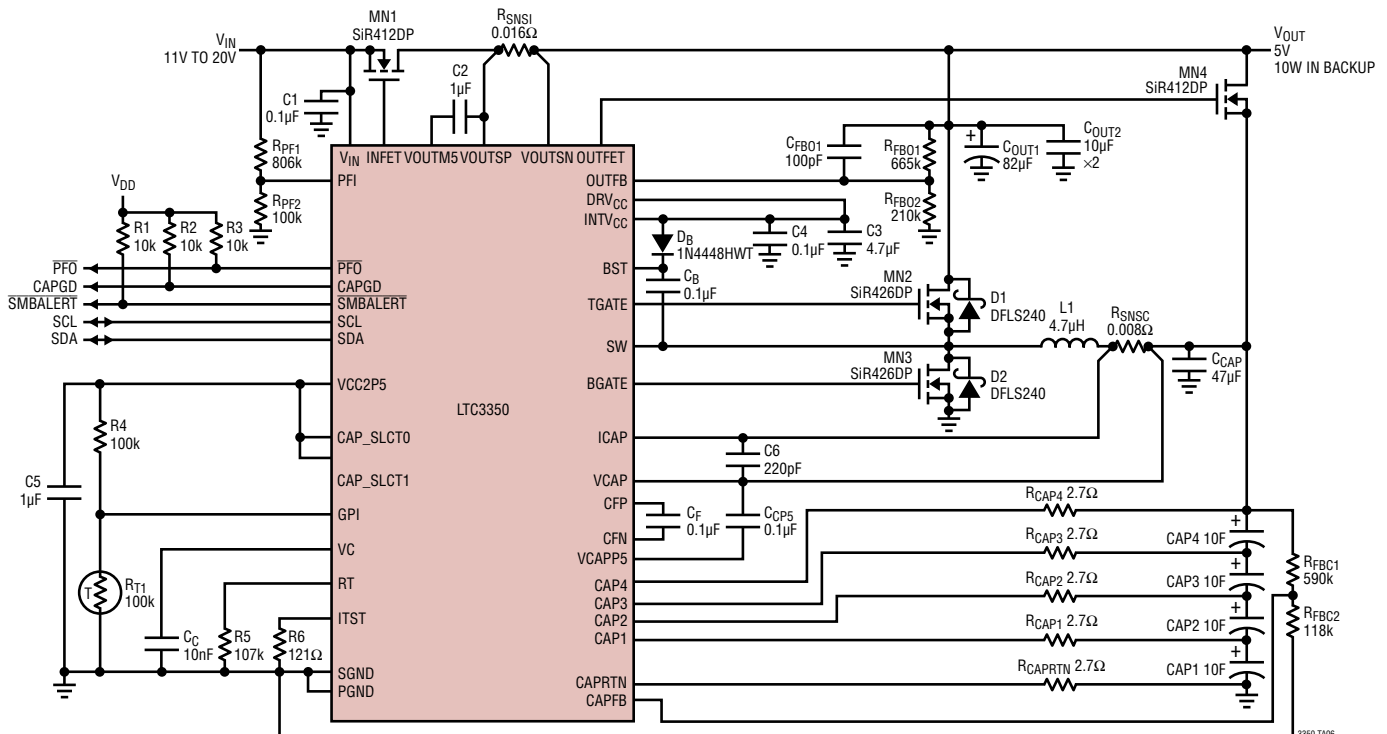 MN1
SiR412DP
RSNSI
0.016Ω
VIN
11V TO 20V
VOUT
5V
10W IN BACKUP
MN4
SiR412DP
C1
0.1µF
C2
1µF
RPF1
806k
RPF2
100k
VIN
INFET
VOUTM5
VOUTSP
VOUTSN
OUTFET
CFBO1
100pF
RFBO1
665k
+
COUT1
82µF
COUT2
10µF
×2
PFI
OUTFB
DRVCC
INTVCC
RFBO2
210k
VDD
R1
10k
R2
10k
R3
10k
DB
1N4448HWT
C4
0.1µF
C3
4.7µF
PFO
CAPGD
SMBALERT
SCL
SDA
PFO
CAPGD
SMBALERT
SCL
SDA
BST
CB
0.1µF
TGATE
MN2
SiR426DP
D1
DFLS240
L1
4.7µH
RSNSC
0.008Ω
SW
CCAP
47µF
BGATE
MN3
SiR426DP
D2
DFLS240
VCC2P5
LTC3350
R4
100k
CAP_SLCT0
CAP_SLCT1
ICAP
C6
220pF
VCAP
C5
1µF
GPI
CFP
CF
0.1µF
CFN
CCP5
0.1µF
VCAPP5
VC
RT
ITST
T
RT1
100k
CC
10nF
R5
107k
R6
121Ω
SGND
PGND
CAP4
CAP3
CAP2
CAP1
CAPRTN
CAPFB
RCAP4 2.7Ω
RCAP3 2.7Ω
RCAP2 2.7Ω
RCAP1 2.7Ω
RCAPRTN 2.7Ω
+
CAP4 10F
+
CAP3 10F
+
CAP2 10F
+
CAP1 10F
RFBC1
590k
RFBC2
118k
3350 TA06